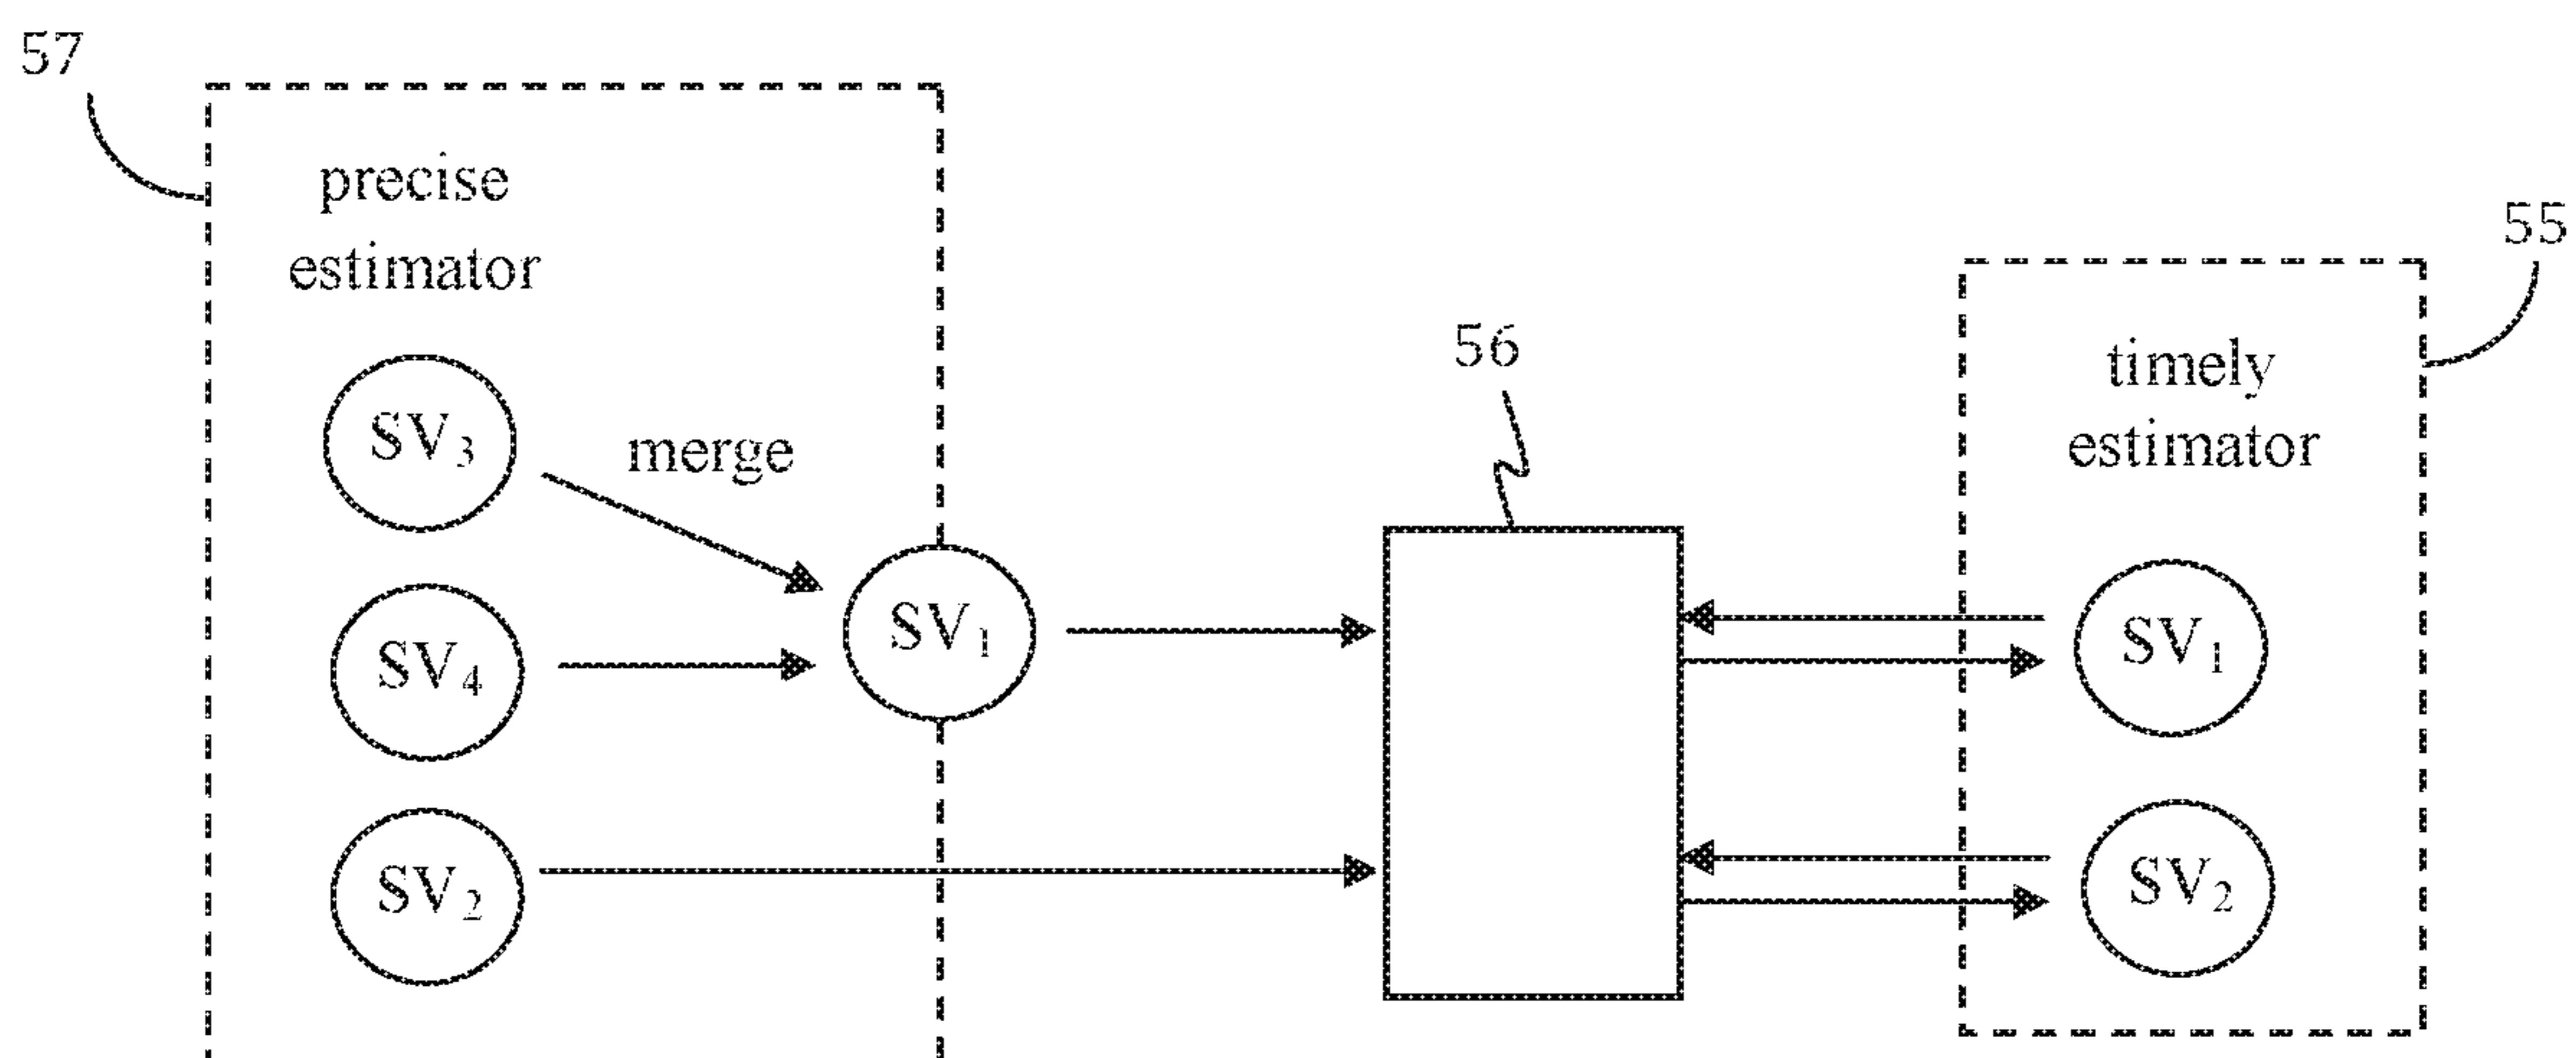 57
precise
estimator
SV₃
merge
SV₄
SV₁
SV₂
56
55
timely
estimator
SV₁
SV₂